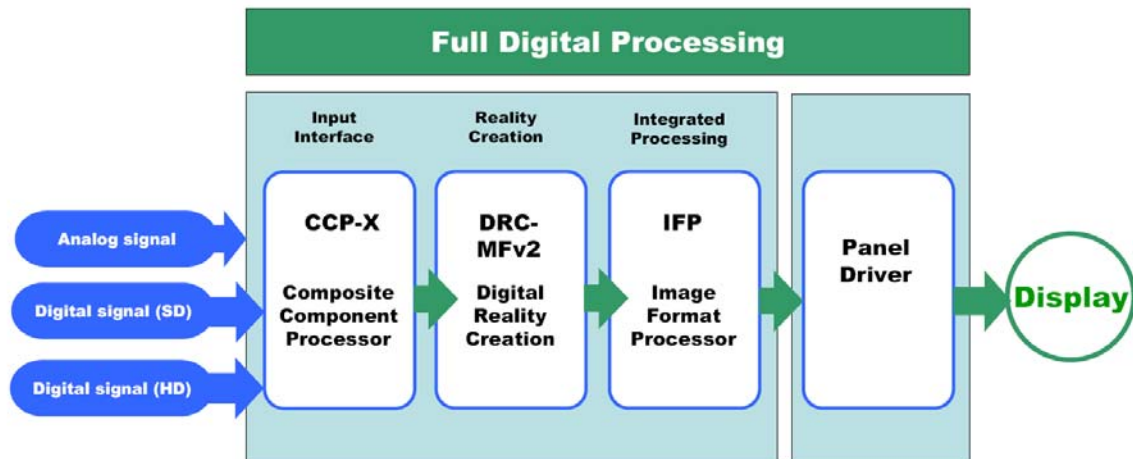 Full Digital Processing
Input
Interface
Reality
Creation
Integrated
Processing
Analog signal
Digital signal (SD)
Digital signal (HD)
CCP-X
Composite
Component
Processor
DRC-
MFv2
Digital
Reality
Creation
IFP
Image
Format
Processor
Panel
Driver
Display